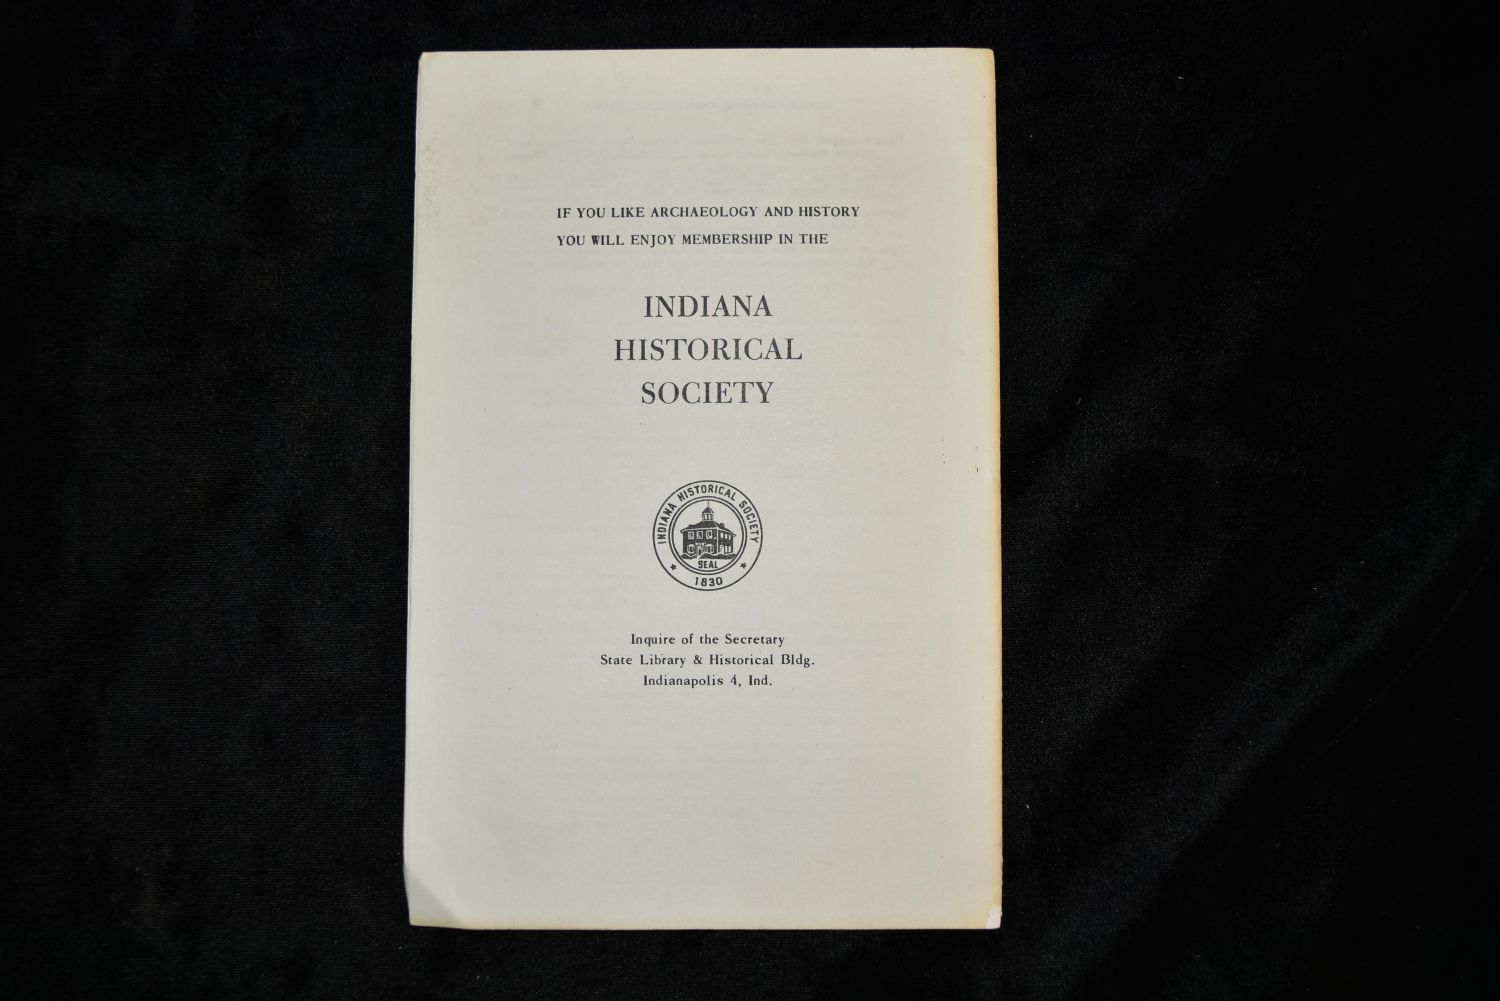 IF YOU LIKE ARCHAEOLOGY AND HISTORY
YOU WILL ENJOY MEMBERSHIP IN THE
INDIANA
HISTORICAL
SOCIETY
INDIANA HISTORICAL SOCIETY
SEAL
1830
Inquire of the Secretary
State Library & Historical Bldg.
Indianapolis 4, Ind.